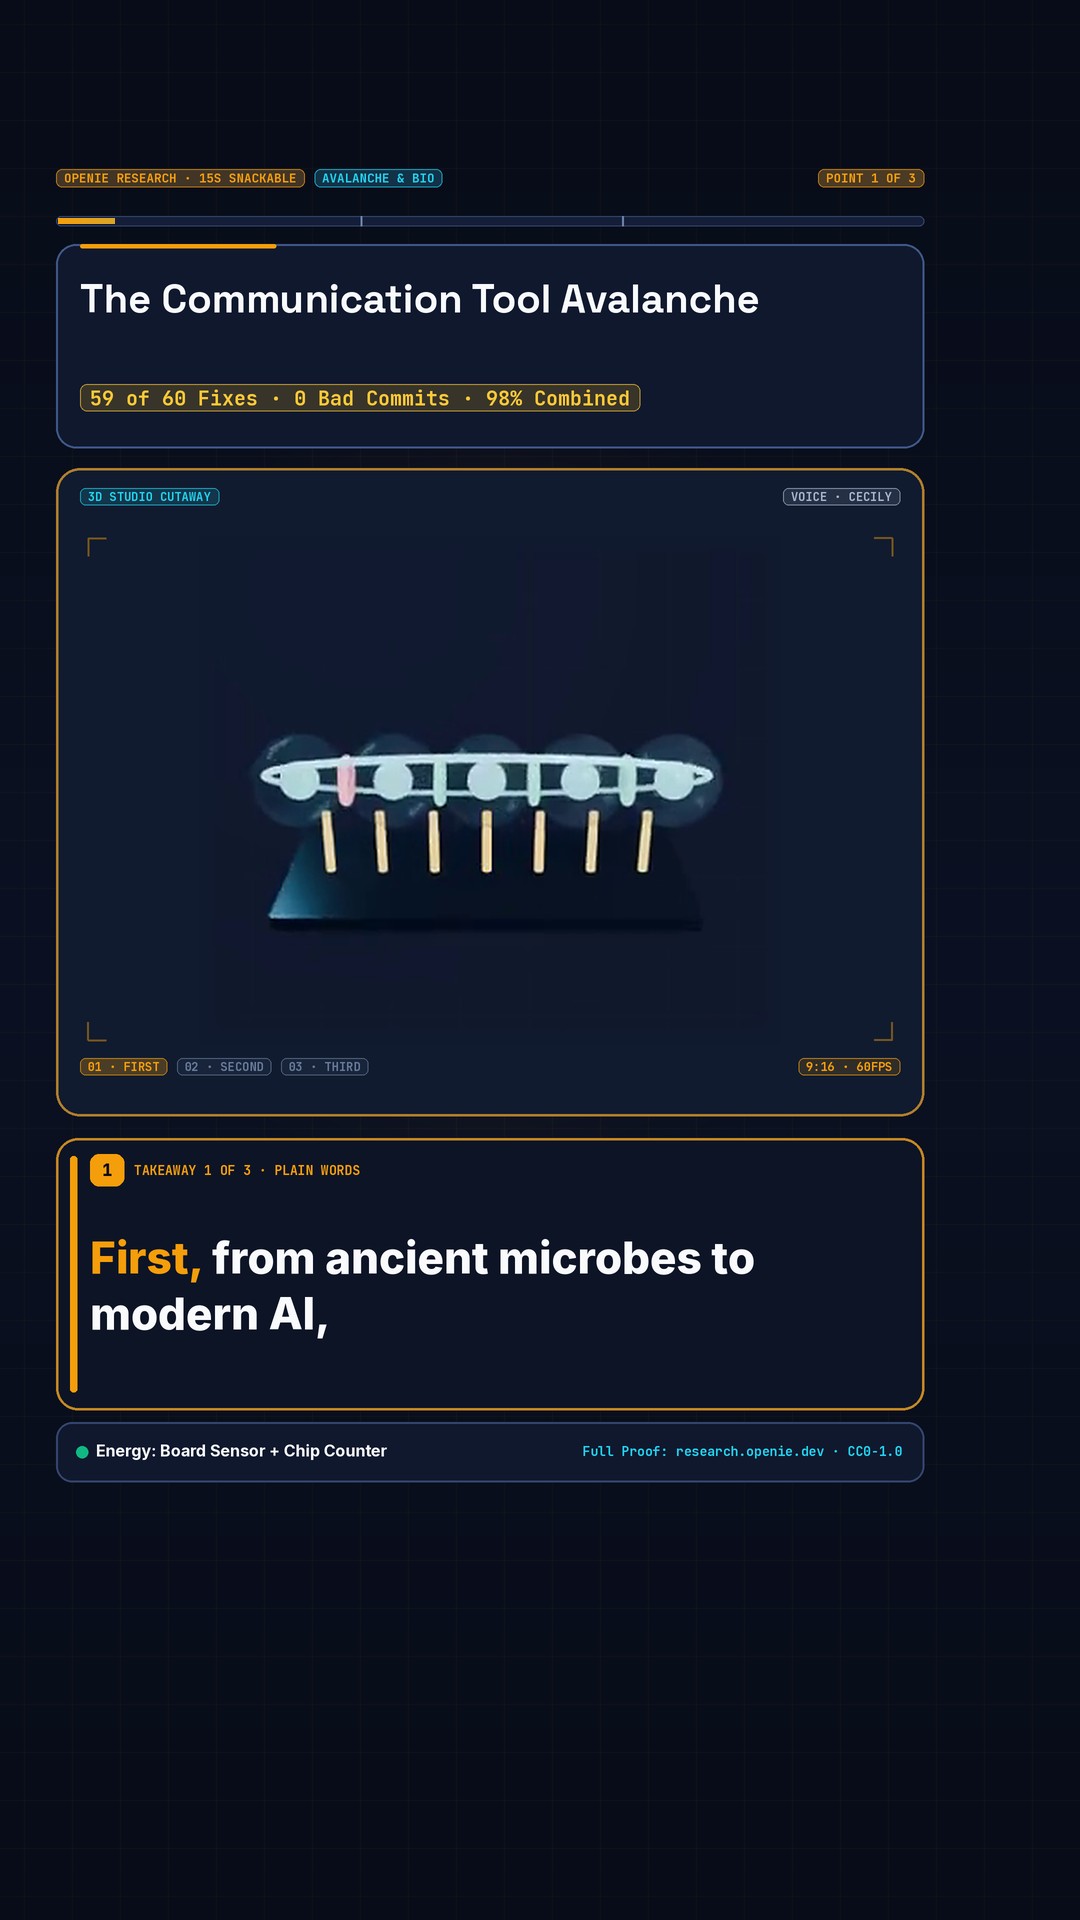 OPENIE RESEARCH · 15S SNACKABLE
AVALANCHE & BIO
POINT 1 OF 3
The Communication Tool Avalanche
59 of 60 Fixes · 0 Bad Commits · 98% Combined
3D STUDIO CUTAWAY
VOICE · CECILY
01 · FIRST
02 · SECOND
03 · THIRD
9:16 · 60FPS
1
TAKEAWAY 1 OF 3 · PLAIN WORDS
First, from ancient microbes to
modern AI,
Energy: Board Sensor + Chip Counter
Full Proof: research.openie.dev · CC0-1.0